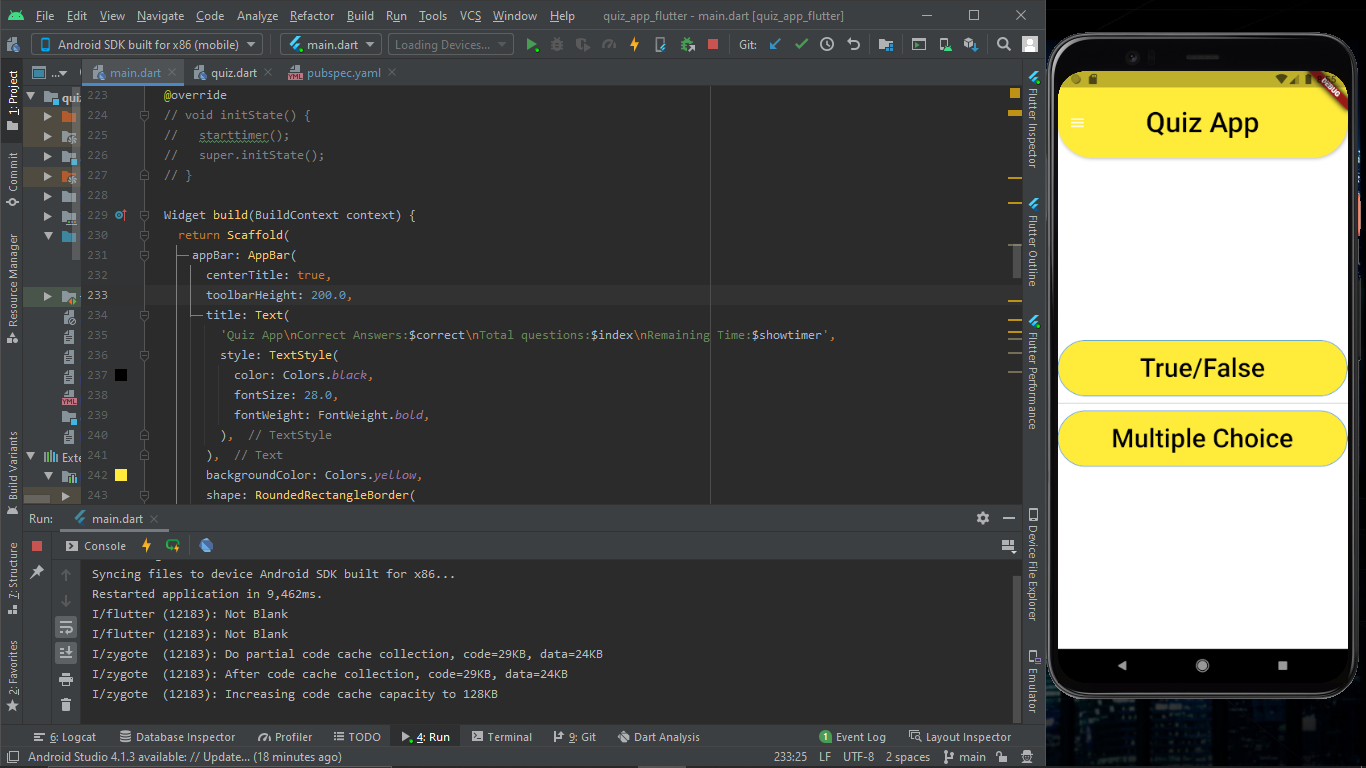 File Edit View Navigate Code Analyze Refactor Build Run Tools VCS Window Help quiz_app_flutter - main.dart [quiz_app_flutter]
Android SDK built for x86 (mobile) main.dart Loading Devices... Git:
1: Project
Commit
Resource Manager
Build Variants
7: Structure
2: Favorites
...
quiz
Exte
main.dart quiz.dart pubspec.yaml
223 @override
224 // void initState() {
225 //   starttimer();
226 //   super.initState();
227 // }
228
229 Widget build(BuildContext context) {
230 return Scaffold(
231 appBar: AppBar(
232 centerTitle: true,
233 toolbarHeight: 200.0,
234 title: Text(
235 'Quiz App\nCorrect Answers:$correct\nTotal questions:$index\nRemaining Time:$showtimer',
236 style: TextStyle(
237 color: Colors.black,
238 fontSize: 28.0,
239 fontWeight: FontWeight.bold,
240 ), // TextStyle
241 ), // Text
242 backgroundColor: Colors.yellow,
243 shape: RoundedRectangleBorder(
Flutter Inspector
Flutter Outline
Flutter Performance
Device File Explorer
Emulator
Run: main.dart
Console
Syncing files to device Android SDK built for x86...
Restarted application in 9,462ms.
I/flutter (12183): Not Blank
I/flutter (12183): Not Blank
I/zygote  (12183): Do partial code cache collection, code=29KB, data=24KB
I/zygote  (12183): After code cache collection, code=29KB, data=24KB
I/zygote  (12183): Increasing code cache capacity to 128KB
6: Logcat Database Inspector Profiler TODO 4: Run Terminal 9: Git Dart Analysis 1 Event Log Layout Inspector
Android Studio 4.1.3 available: // Update... (18 minutes ago) 233:25 LF UTF-8 2 spaces main
DEBUG
Quiz App
True/False
Multiple Choice